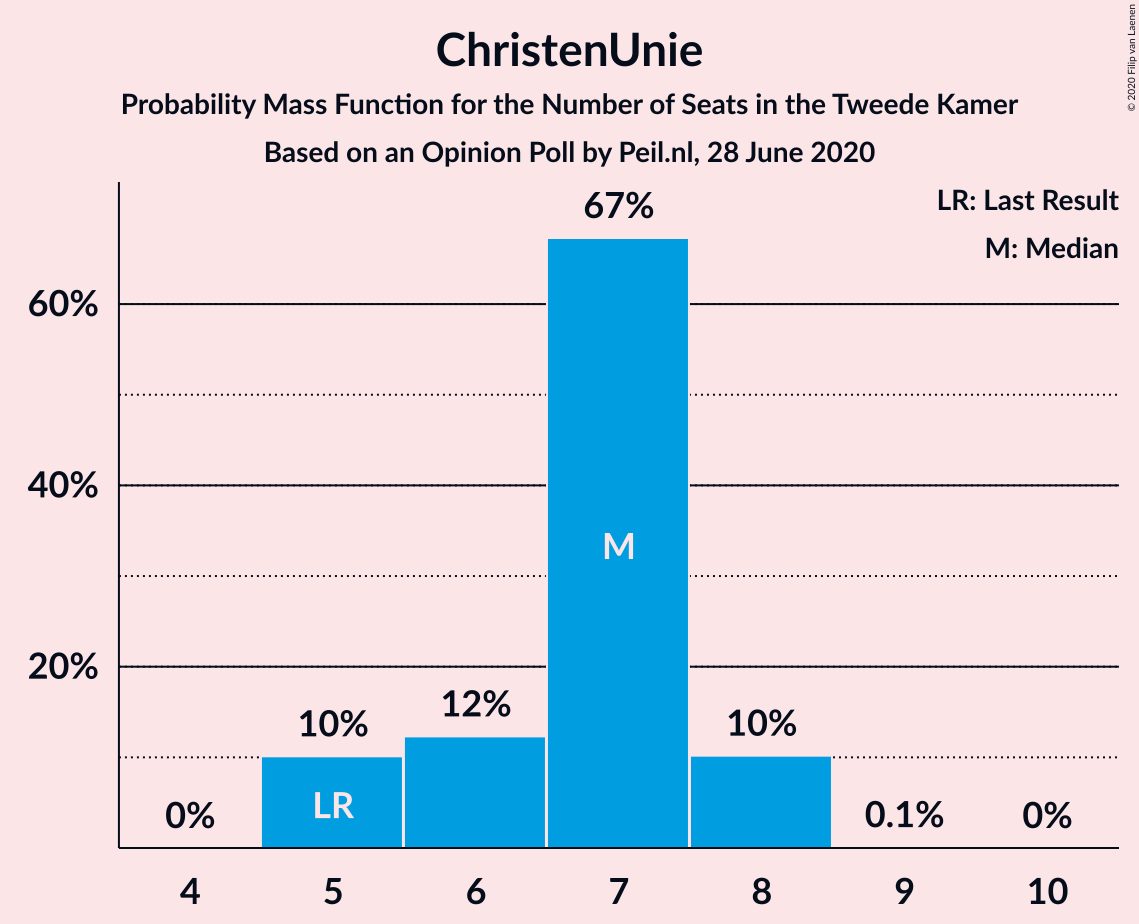 ChristenUnie
Probability Mass Function for the Number of Seats in the Tweede Kamer
Based on an Opinion Poll by Peil.nl, 28 June 2020
© 2020 Filip van Laenen
LR: Last Result
M: Median
67%
60%
40%
20%
M
12%
10%
10%
LR
0%
0.1%
0%
4 5 6 7 8 9 10